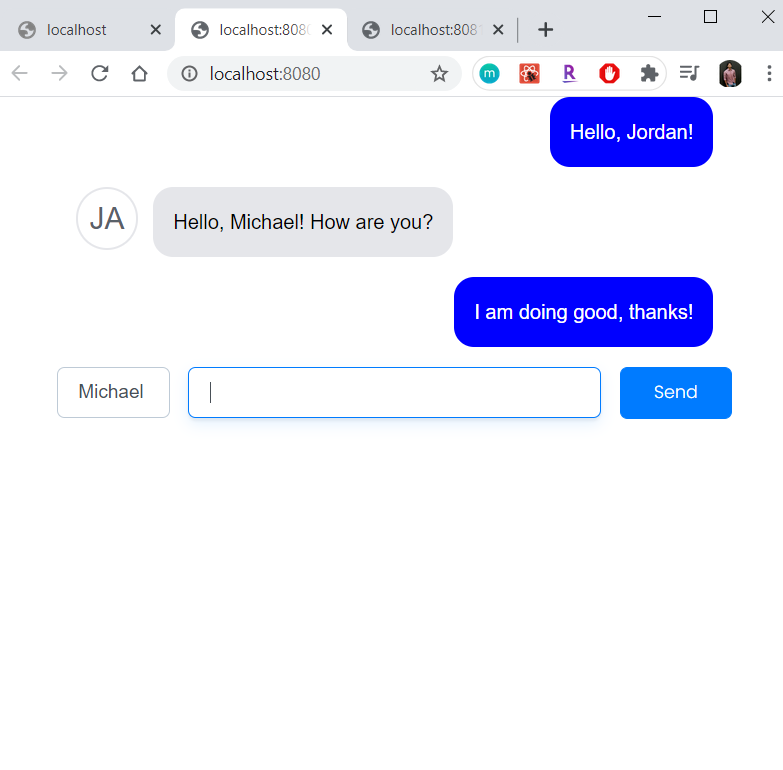 localhost
localhost:808
localhost:808
localhost:8080
m
R
Hello, Jordan!
JA
Hello, Michael! How are you?
I am doing good, thanks!
Michael
Send